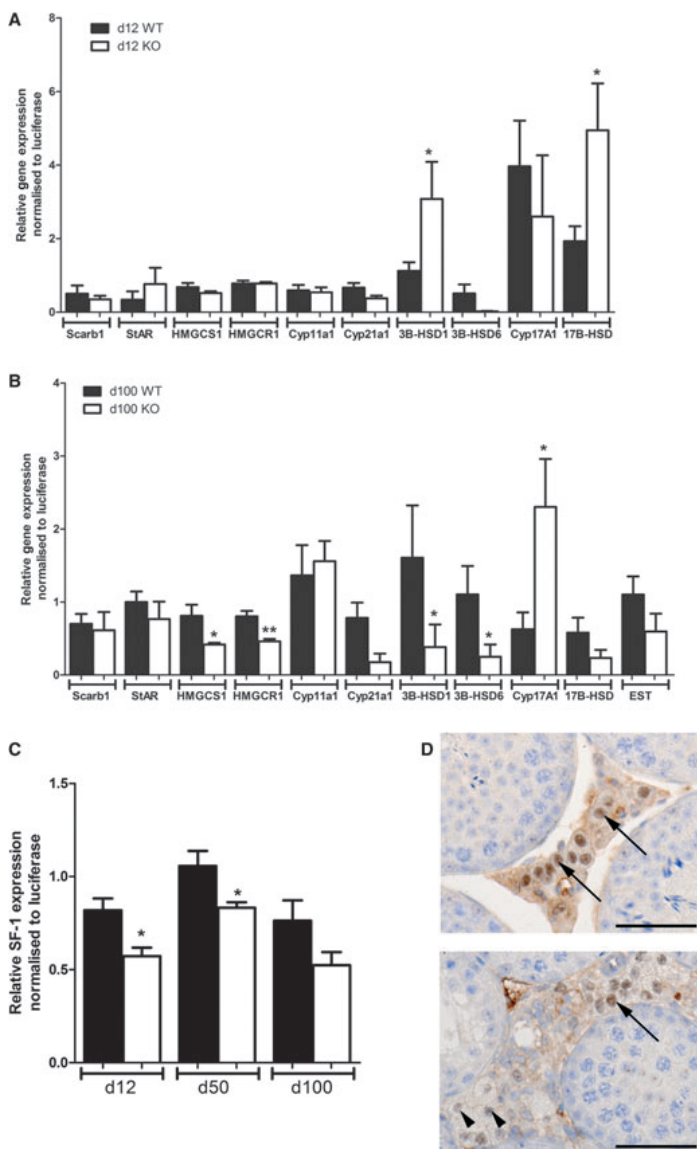 A
d12 WT
d12 KO
Relative gene expression
normalised to luciferase
8
6
4
2
0
*
*
Scarb1 StAR HMGCS1 HMGCR1 Cyp11a1 Cyp21a1 3B-HSD1 3B-HSD6 Cyp17A1 17B-HSD
B
d100 WT
d100 KO
Relative gene expression
normalised to luciferase
4
3
2
1
0
*
**
*
*
*
Scarb1 StAR HMGCS1 HMGCR1 Cyp11a1 Cyp21a1 3B-HSD1 3B-HSD6 Cyp17A1 17B-HSD EST
C
Relative SF-1 expression
normalised to luciferase
1.5
1.0
0.5
0.0
*
*
d12 d50 d100
D